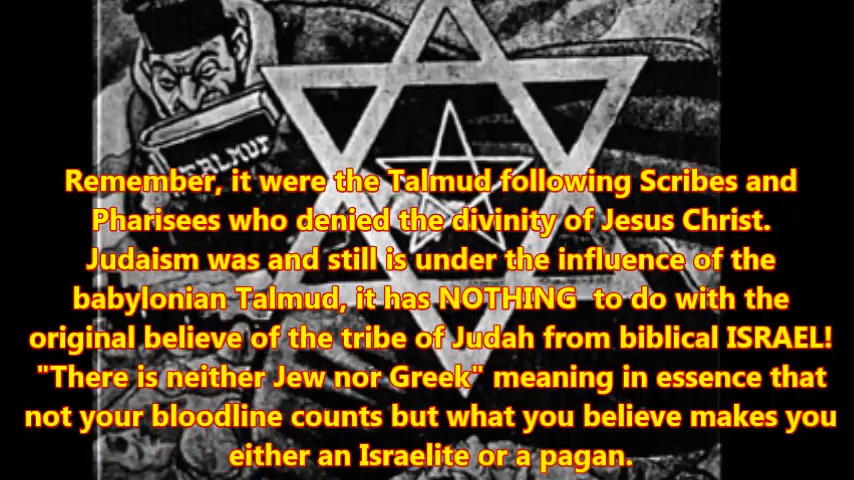 TALMUD
Remember, it were the Talmud following Scribes and
Pharisees who denied the divinity of Jesus Christ.
Judaism was and still is under the influence of the
babylonian Talmud, it has NOTHING  to do with the
original believe of the tribe of Judah from biblical ISRAEL!
"There is neither Jew nor Greek" meaning in essence that
not your bloodline counts but what you believe makes you
either an Israelite or a pagan.